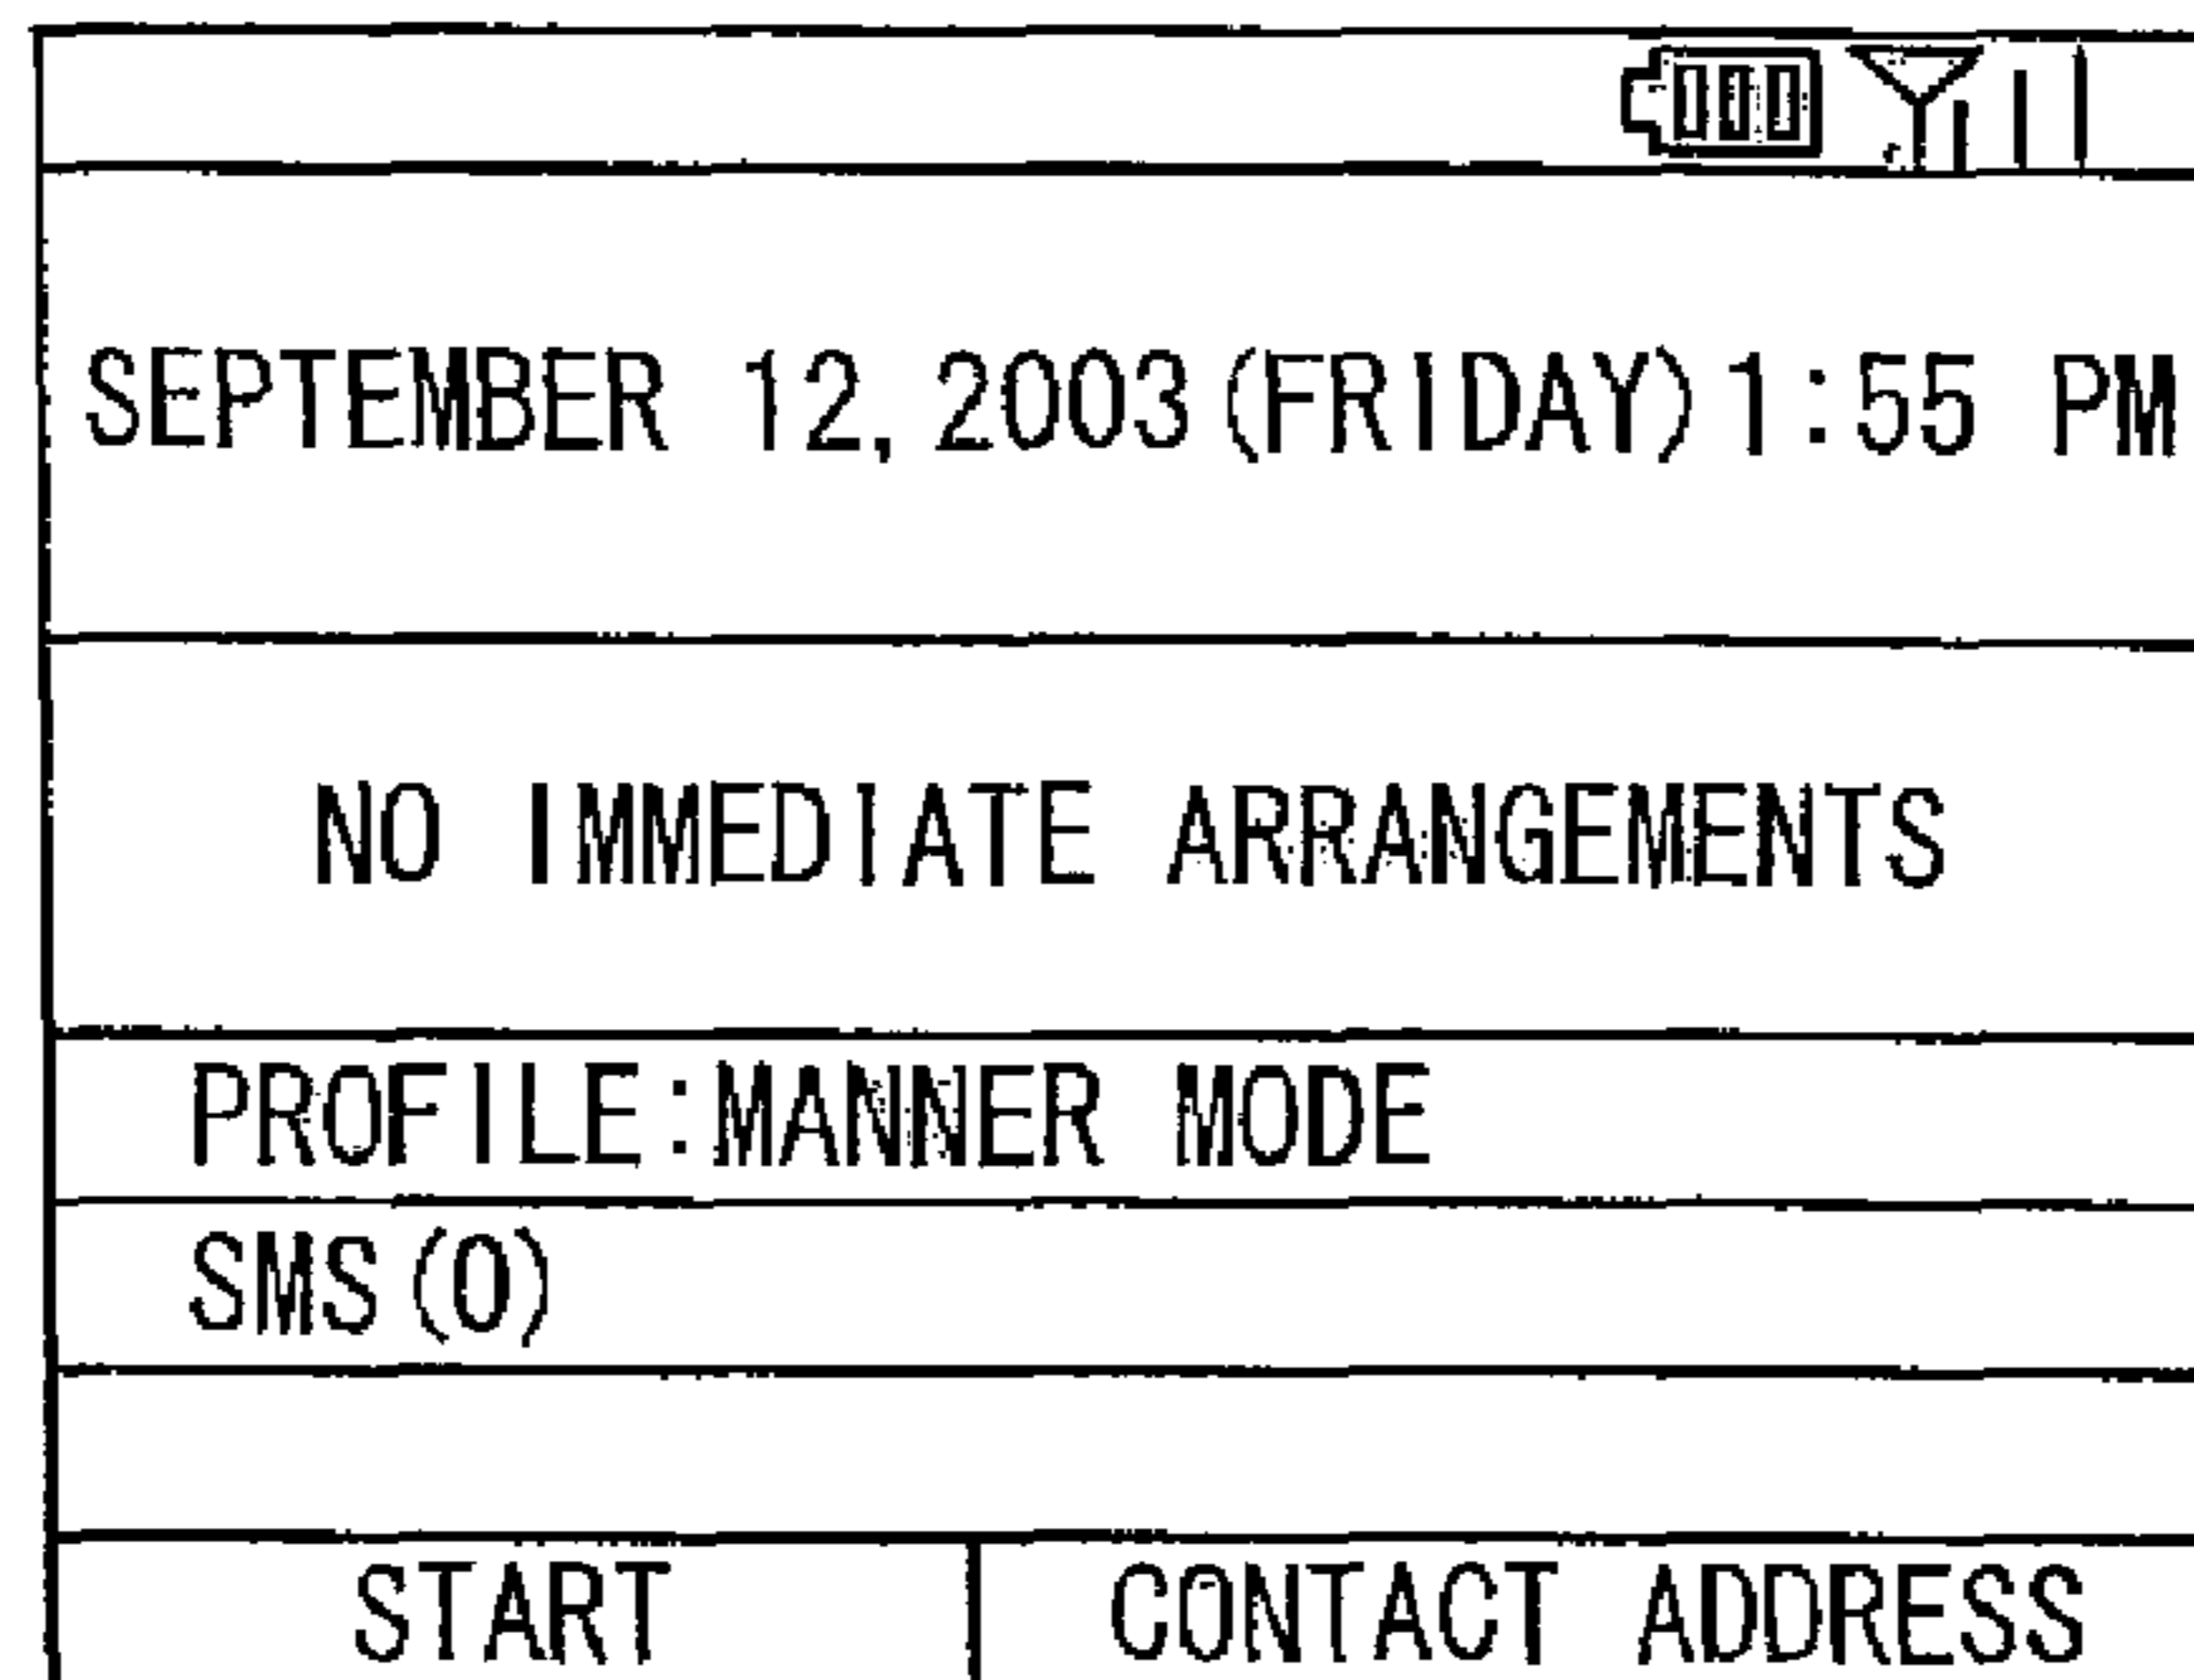 SEPTEMBER 12,2003(FRIDAY)1:55 PM
NO IMMEDIATE ARRANGEMENTS
PROFILE:MANNER MODE
SMS(0)
START CONTACT ADDRESS